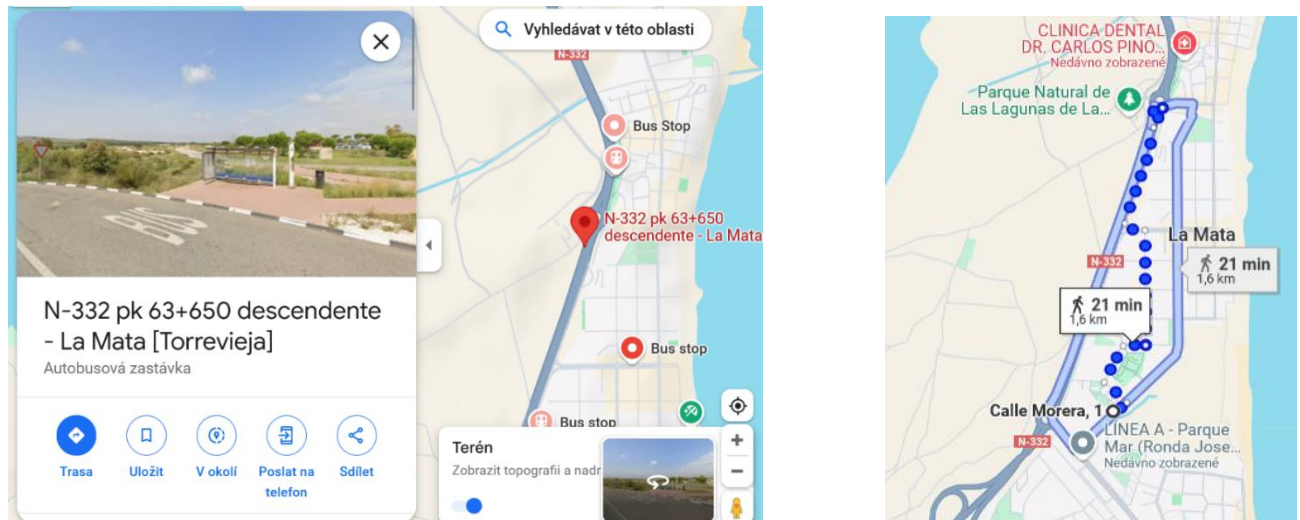 BUS
N-332 pk 63+650 descendente
- La Mata [Torrevieja]
Autobusová zastávka
Trasa
Uložit
V okolí
Poslat na
telefon
Sdílet
Vyhledávat v této oblasti
N-332
Bus Stop
N-332 pk 63+650
descendente - La Mata
Bus stop
Bus stop
Terén
Zobrazit topografii a nadr
CLINICA DENTAL
DR. CARLOS PINO...
Nedávno zobrazené
Parque Natural de
Las Lagunas de La...
La Mata
N-332
21 min
1,6 km
21 min
1,6 km
Calle Morera, 1
N-332
LÍNEA A - Parque
Mar (Ronda Jose...
Nedávno zobrazené